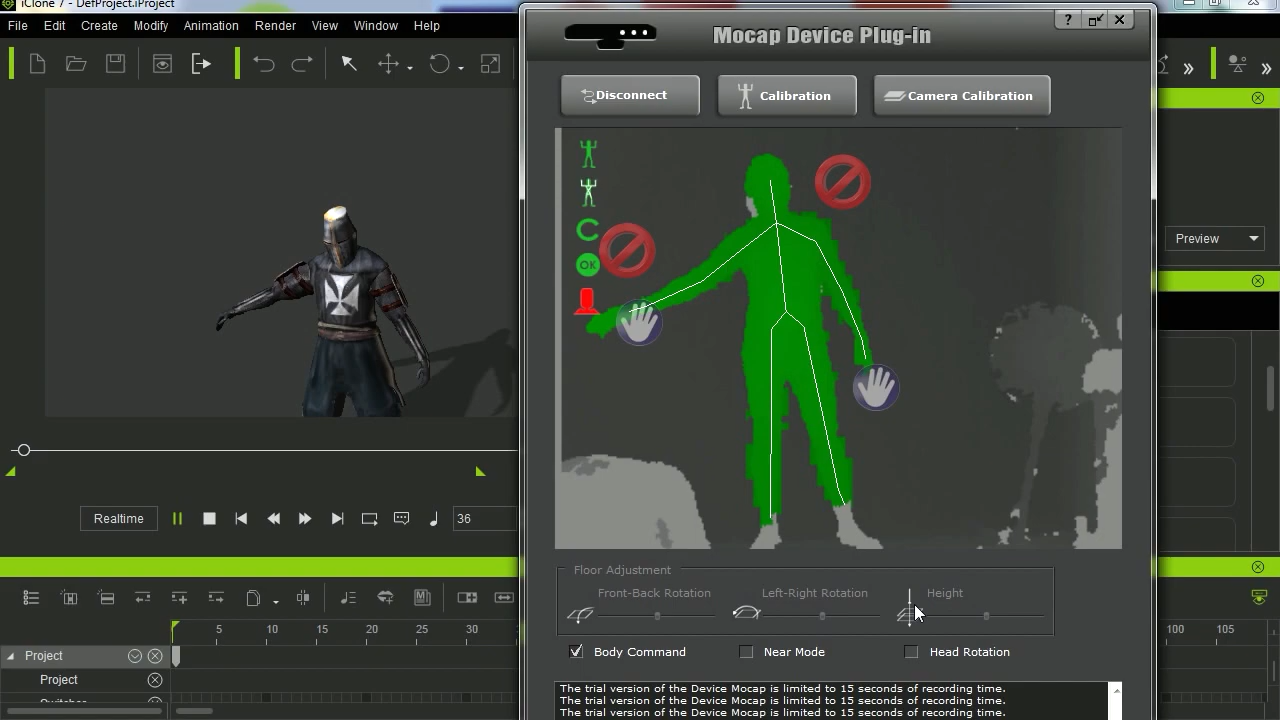 iClone 7 - DefProject.iProject
File Edit Create Modify Animation Render View Window Help
Mocap Device Plug-in
?
Disconnect Calibration Camera Calibration
OK
Preview
Realtime 36
Floor Adjustment
Front-Back Rotation Left-Right Rotation Height
Body Command Near Mode Head Rotation
5 10 15 20 25 30 100 105
Project
Project
Switcher
The trial version of the Device Mocap is limited to 15 seconds of recording time.
The trial version of the Device Mocap is limited to 15 seconds of recording time.
The trial version of the Device Mocap is limited to 15 seconds of recording time.